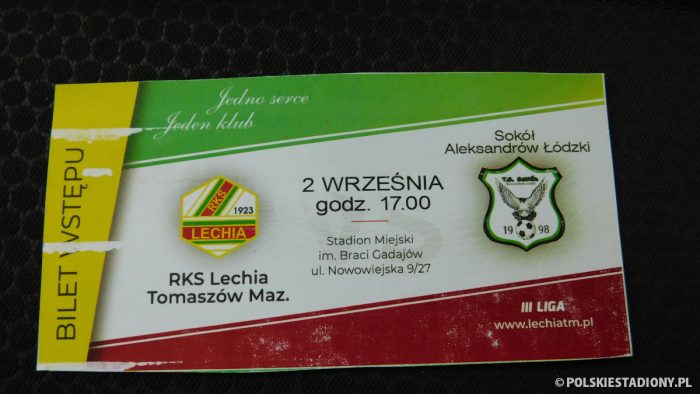 Jedno serce
Jeden klub
BILET WSTĘPU
RKS
1923
LECHIA
RKS Lechia
Tomaszów Maz.
2 WRZEŚNIA
godz. 17.00
Stadion Miejski
im. Braci Gadajów
ul. Nowowiejska 9/27
Sokół
Aleksandrów Łódzki
T.S. Sokół
19 98
III LIGA
www.lechiatm.pl
© POLSKIESTADIONY.PL